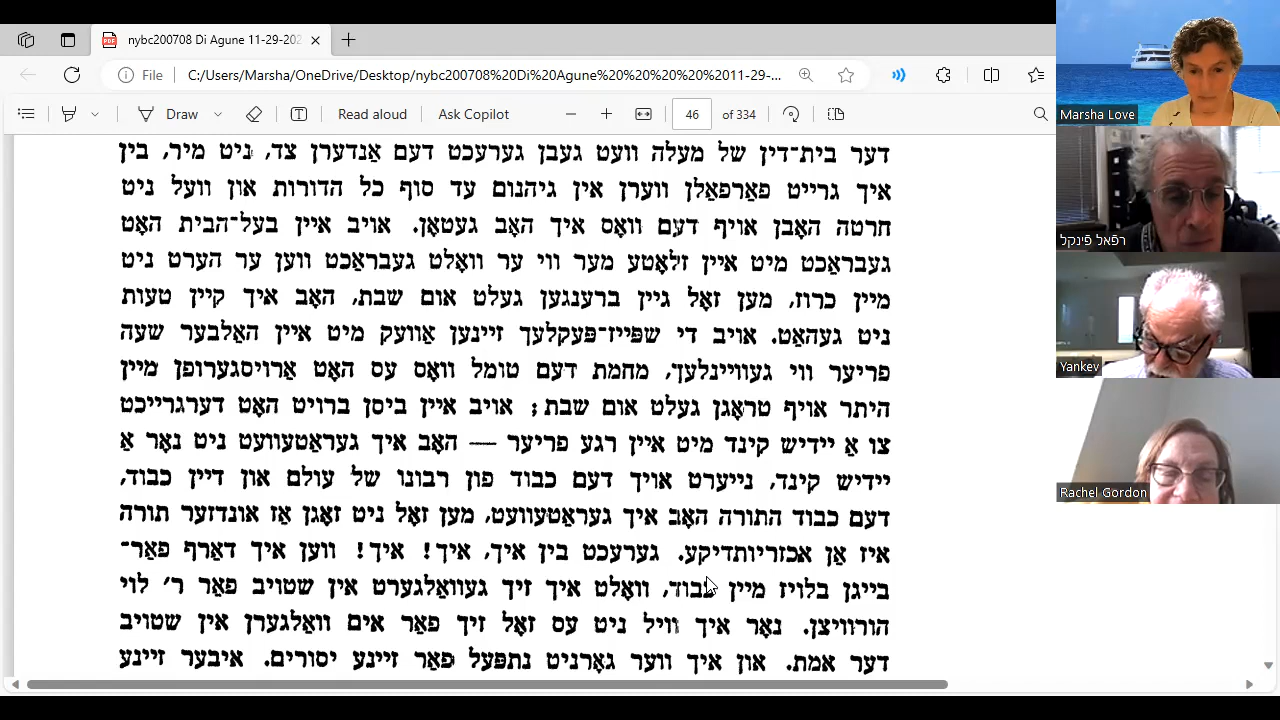 nybc200708 Di Agune 11-29-202
File
C:/Users/Marsha/OneDrive/Desktop/nybc200708%20Di%20Agune%20%20%20%20%2011-29-...
Draw
Read aloud
Ask Copilot
46 of 334
דער בית־דין של מעלה וועט געבן גערעכט דעם אַנדערן צד, ניט מיר, בין
איך גרייט פאַרפאַלן ווערן אין גיהנום עד סוף כל הדורות און וועל ניט
חרטה האָבן אויף דעם וואָס איך האָב געטאָן. אויב איין בעל־הבית האָט
געבראַכט מיט איין זלאָטע מער ווי ער וואָלט געבראַכט ווען ער הערט ניט
מיין כרוז, מען זאָל גיין ברענגען געלט אום שבת, האָב איך קיין טעות
ניט געהאַט. אויב די שפּייז־פּעקלעך זיינען אַוועק מיט איין האַלבער שעה
פריער ווי געוויינלעך, מחמת דעם טומל וואָס עס האָט אַרויסגערופן מיין
היתר אויף טראָגן געלט אום שבת; אויב איין ביסן ברויט האָט דערגרייכט
צו אַ יידיש קינד מיט איין רגע פריער — האָב איך געראַטעוועט ניט נאָר אַ
יידיש קינד, נייערט אויך דעם כבוד פון רבונו של עולם און דיין כבוד,
דעם כבוד התורה האָב איך געראַטעוועט, מען זאָל ניט זאָגן אַז אונדזער תורה
איז אַן אכזריותדיקע. גערעכט בין איך, איך! איך! ווען איך דאַרף פאַר־
בייגן בלויז מיין כבוד, וואָלט איך זיך געוואַלגערט אין שטויב פאַר ר׳ לוי
הורוויצן. נאָר איך וויל ניט עס זאָל זיך פאַר אים וואַלגערן אין שטויב
דער אמת. און איך ווער גאָרניט נתפּעל פאַר זיינע יסורים. איבער זיינע
Marsha Love
רפֿאל פֿינקל
Yankev
Rachel Gordon